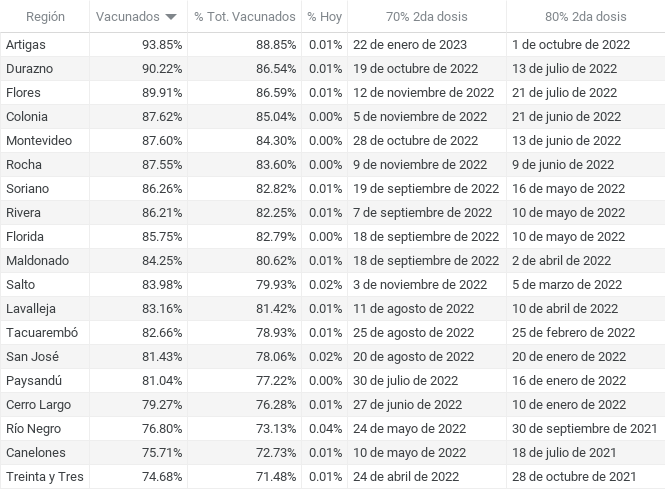 Región Vacunados % Tot. Vacunados % Hoy 70% 2da dosis 80% 2da dosis
Artigas 93.85% 88.85% 0.01% 22 de enero de 2023 1 de octubre de 2022
Durazno 90.22% 86.54% 0.01% 19 de octubre de 2022 13 de julio de 2022
Flores 89.91% 86.59% 0.01% 12 de noviembre de 2022 21 de julio de 2022
Colonia 87.62% 85.04% 0.00% 5 de noviembre de 2022 21 de junio de 2022
Montevideo 87.60% 84.30% 0.00% 28 de octubre de 2022 13 de junio de 2022
Rocha 87.55% 83.60% 0.00% 9 de noviembre de 2022 9 de junio de 2022
Soriano 86.26% 82.82% 0.01% 19 de septiembre de 2022 16 de mayo de 2022
Rivera 86.21% 82.25% 0.01% 7 de septiembre de 2022 10 de mayo de 2022
Florida 85.75% 82.79% 0.00% 18 de septiembre de 2022 10 de mayo de 2022
Maldonado 84.25% 80.62% 0.01% 18 de septiembre de 2022 2 de abril de 2022
Salto 83.98% 79.93% 0.02% 3 de noviembre de 2022 5 de marzo de 2022
Lavalleja 83.16% 81.42% 0.01% 11 de agosto de 2022 10 de abril de 2022
Tacuarembó 82.66% 78.93% 0.01% 25 de agosto de 2022 25 de febrero de 2022
San José 81.43% 78.06% 0.02% 20 de agosto de 2022 20 de enero de 2022
Paysandú 81.04% 77.22% 0.00% 30 de julio de 2022 16 de enero de 2022
Cerro Largo 79.27% 76.28% 0.01% 27 de junio de 2022 10 de enero de 2022
Río Negro 76.80% 73.13% 0.04% 24 de mayo de 2022 30 de septiembre de 2021
Canelones 75.71% 72.73% 0.01% 10 de mayo de 2022 18 de julio de 2021
Treinta y Tres 74.68% 71.48% 0.01% 24 de abril de 2022 28 de octubre de 2021